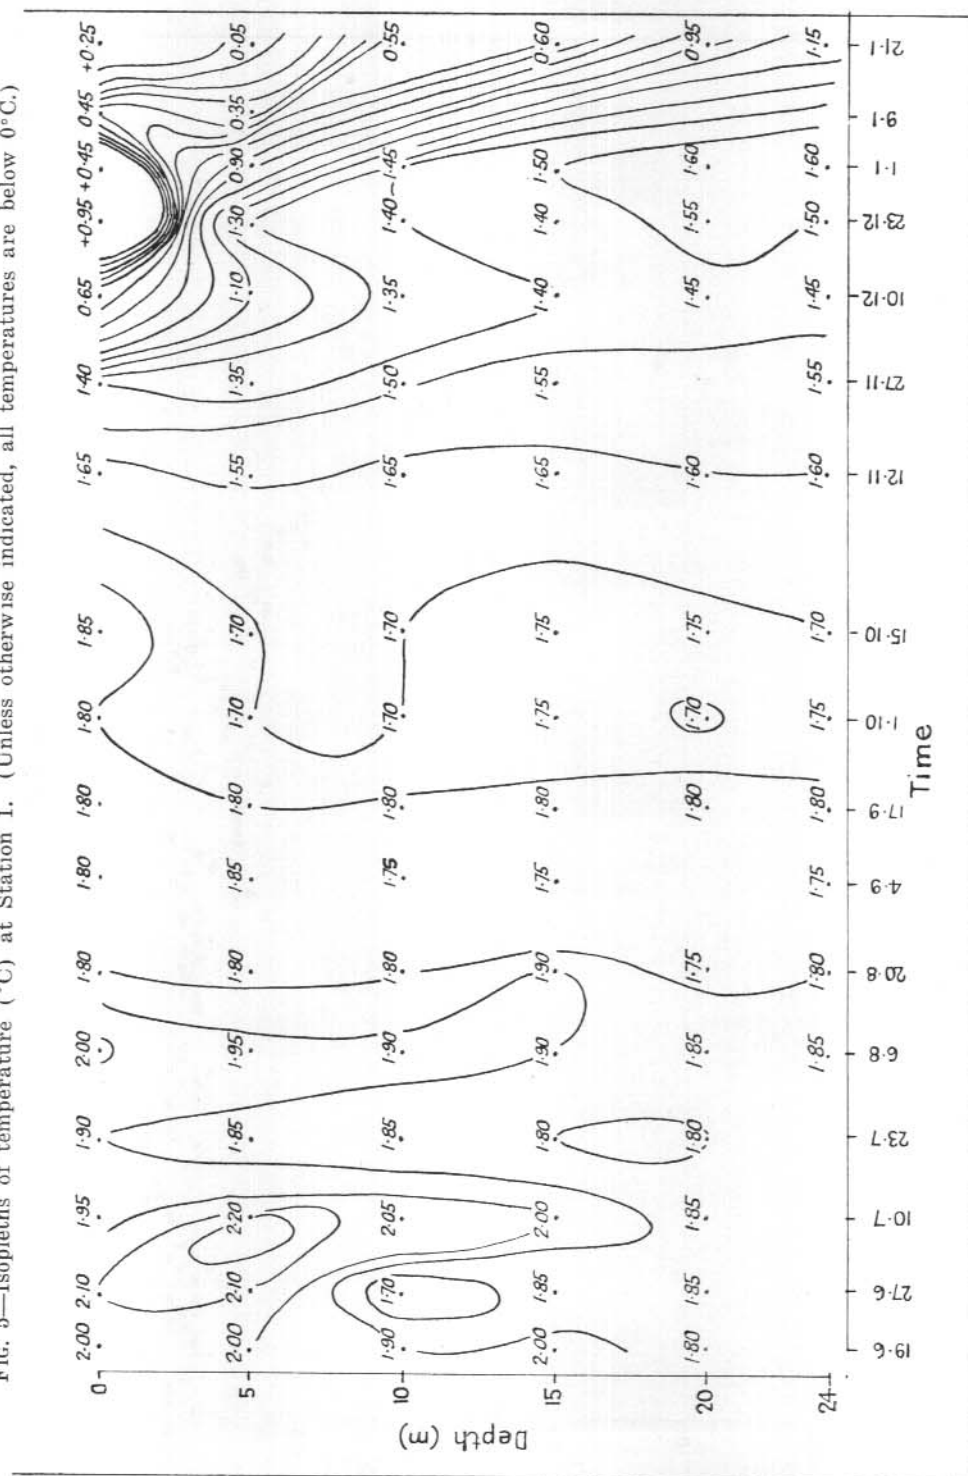 FIG. 5—Isopleths of temperature (°C) at Station 1. (Unless otherwise indicated, all temperatures are below 0°C.)
0 2·00 2·10 1·95 1·90 2·00 1·80 1·80 1·80 1·80 1·85 1·65 1·40 0·65 +0·95 +0·45 0·45 +0·25
5 2·00 2·10 2·20 1·85 1·95 1·80 1·85 1·80 1·70 1·70 1·55 1·35 1·10 1·30 0·90 0·35 0·05
10 1·90 1·70 2·05 1·85 1·90 1·80 1·75 1·80 1·70 1·70 1·65 1·50 1·35 1·40 1·45 0·55
15 2·00 1·85 2·00 1·80 1·90 1·90 1·75 1·80 1·75 1·75 1·65 1·55 1·40 1·40 1·50 0·60
20 1·80 1·85 1·85 1·80 1·85 1·75 1·80 1·70 1·75 1·60 1·45 1·55 1·60 0·95
24 1·85 1·80 1·75 1·80 1·75 1·70 1·60 1·55 1·45 1·50 1·60 1·15
Depth (m)
19·6 27·6 10·7 23·7 6·8 20·8 4·9 17·9 1·10 15·10 12·11 27·11 10·12 23·12 1·1 9·1 21·1
Time